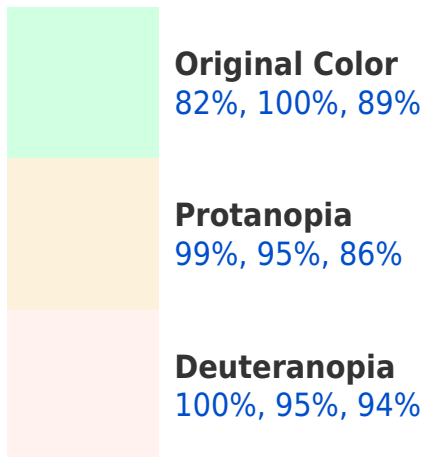 Original Color
82%, 100%, 89%
Protanopia
99%, 95%, 86%
Deuteranopia
100%, 95%, 94%